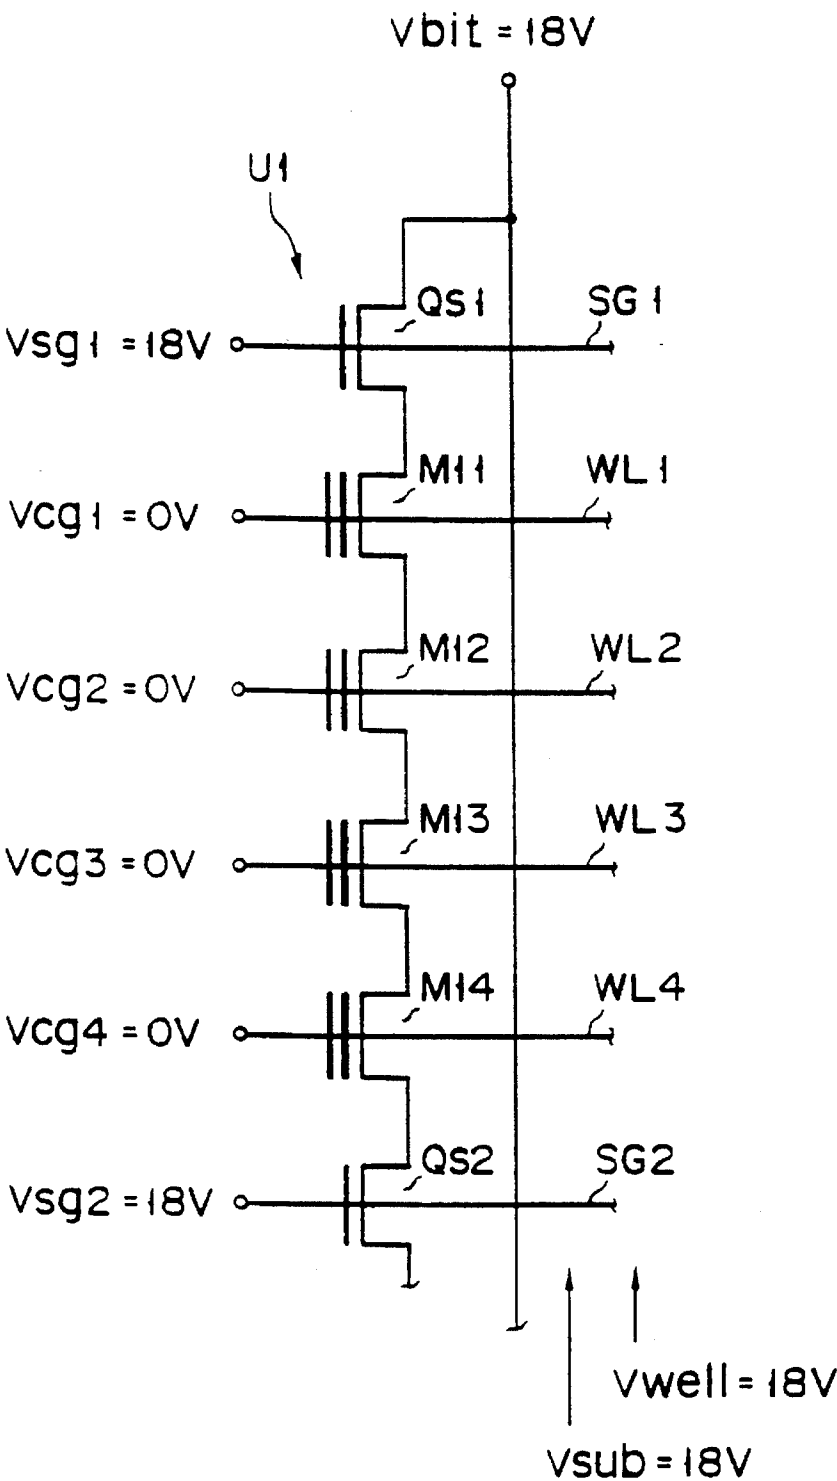 Vbit = 18V
U1
QS1
SG1
Vsg1 = 18V
M11
WL1
Vcg1 = 0V
M12
WL2
Vcg2 = 0V
M13
WL3
Vcg3 = 0V
M14
WL4
Vcg4 = 0V
QS2
SG2
Vsg2 = 18V
Vwell = 18V
Vsub = 18V